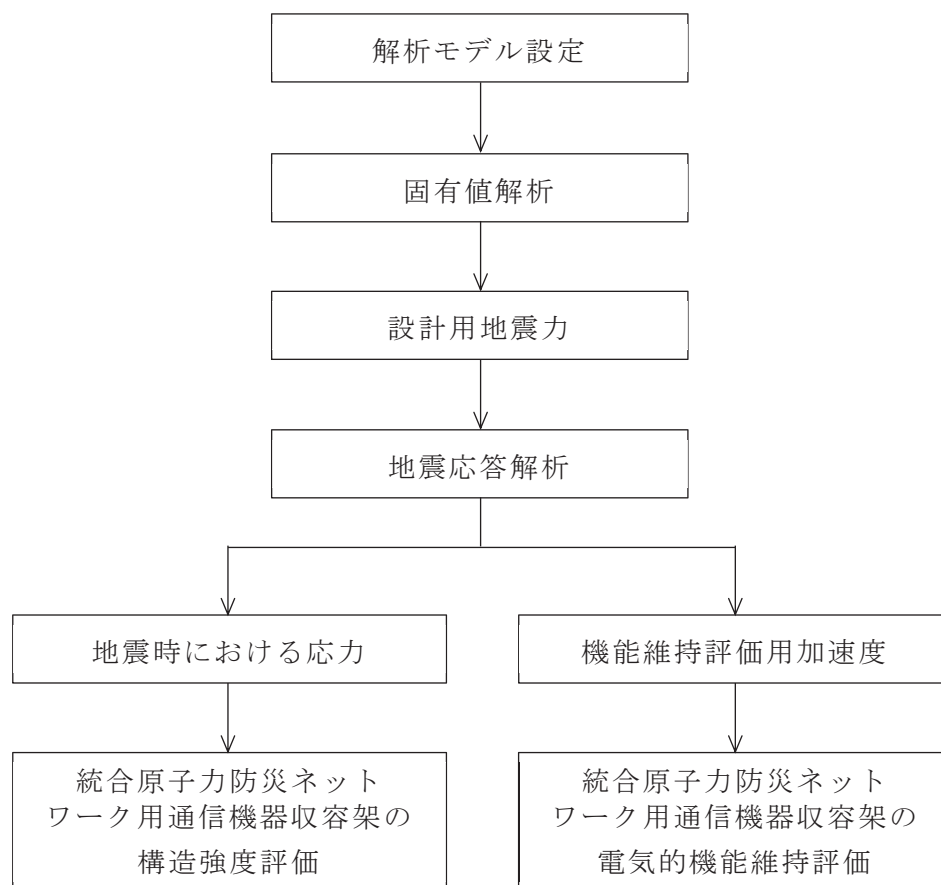 解析モデル設定
固有値解析
設計用地震力
地震応答解析
地震時における応力
機能維持評価用加速度
統合原子力防災ネット
ワーク用通信機器収容架の
構造強度評価
統合原子力防災ネット
ワーク用通信機器収容架の
電気的機能維持評価